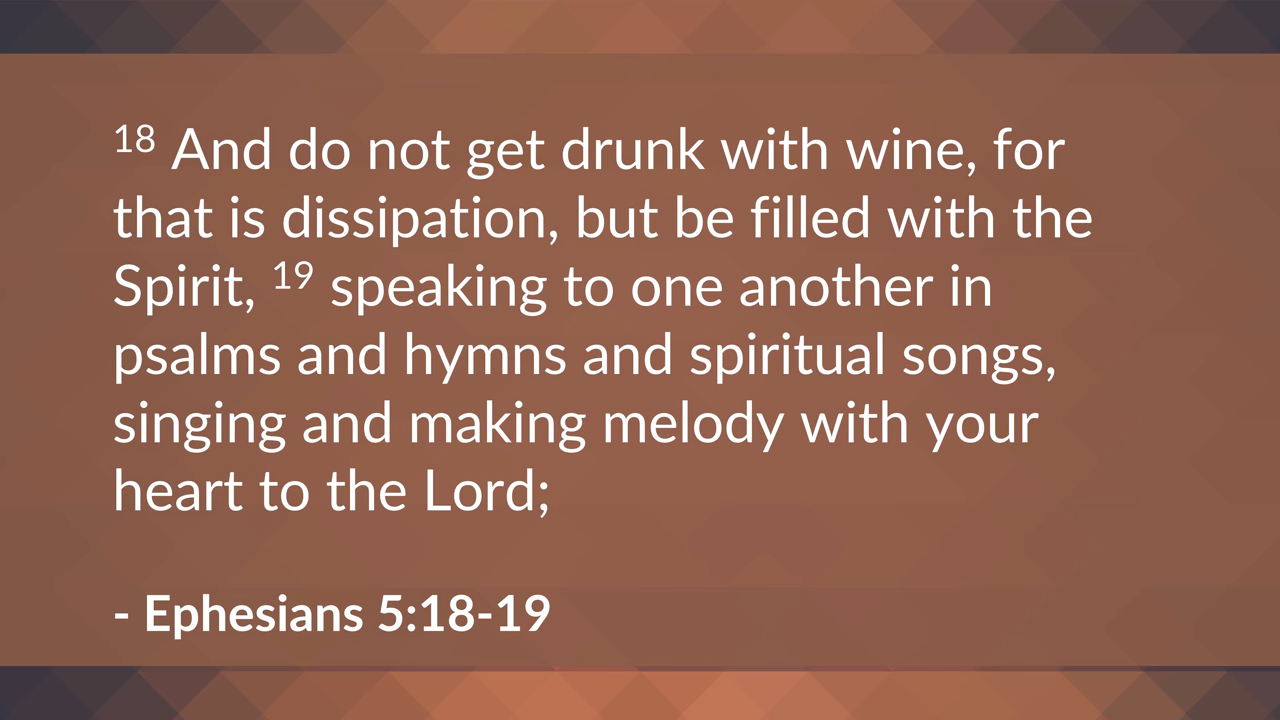 18 And do not get drunk with wine, for
that is dissipation, but be filled with the
Spirit, 19 speaking to one another in
psalms and hymns and spiritual songs,
singing and making melody with your
heart to the Lord;
- Ephesians 5:18-19